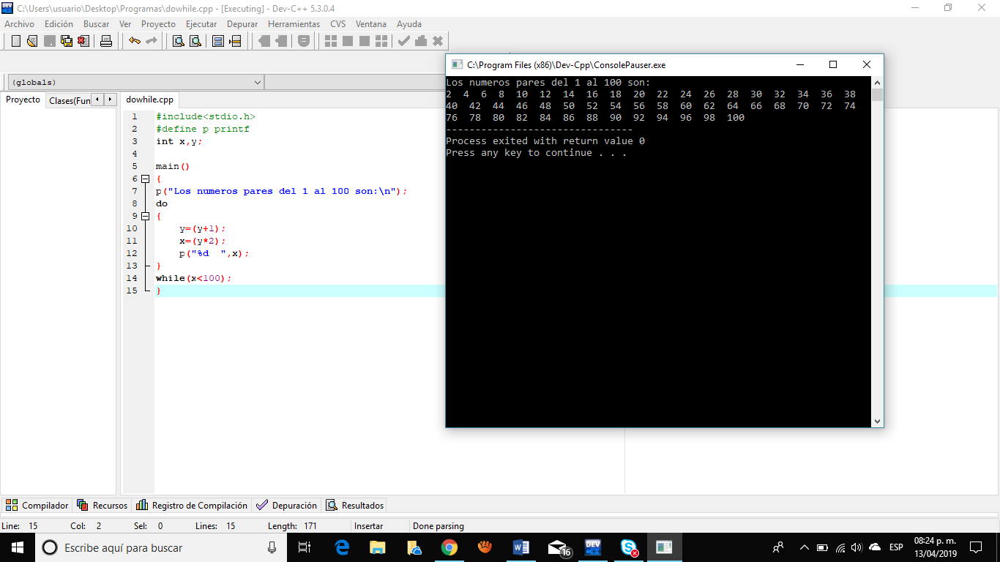 C:\Users\usuario\Desktop\Programas\dowhile.cpp - [Executing] - Dev-C++ 5.3.0.4
Archivo Edición Buscar Ver Proyecto Ejecutar Depurar Herramientas CVS Ventana Ayuda
(globals)
Proyecto Clases(Fun
dowhile.cpp
1 #include<stdio.h>
2 #define p printf
3 int x,y;
4
5 main()
6 {
7 p("Los numeros pares del 1 al 100 son:\n");
8 do
9 {
10 y=(y+1);
11 x=(y*2);
12 p("%d  ",x);
13 }
14 while(x<100);
15 }
C:\Program Files (x86)\Dev-Cpp\ConsolePauser.exe
Los numeros pares del 1 al 100 son:
2  4  6  8  10  12  14  16  18  20  22  24  26  28  30  32  34  36  38
40  42  44  46  48  50  52  54  56  58  60  62  64  66  68  70  72  74
76  78  80  82  84  86  88  90  92  94  96  98  100
--------------------------------
Process exited with return value 0
Press any key to continue . . .
Compilador Recursos Registro de Compilación Depuración Resultados
Line: 15 Col: 2 Sel: 0 Lines: 15 Length: 171 Insertar Done parsing
Escribe aquí para buscar
16
DEV
ESP
08:24 p. m.
13/04/2019